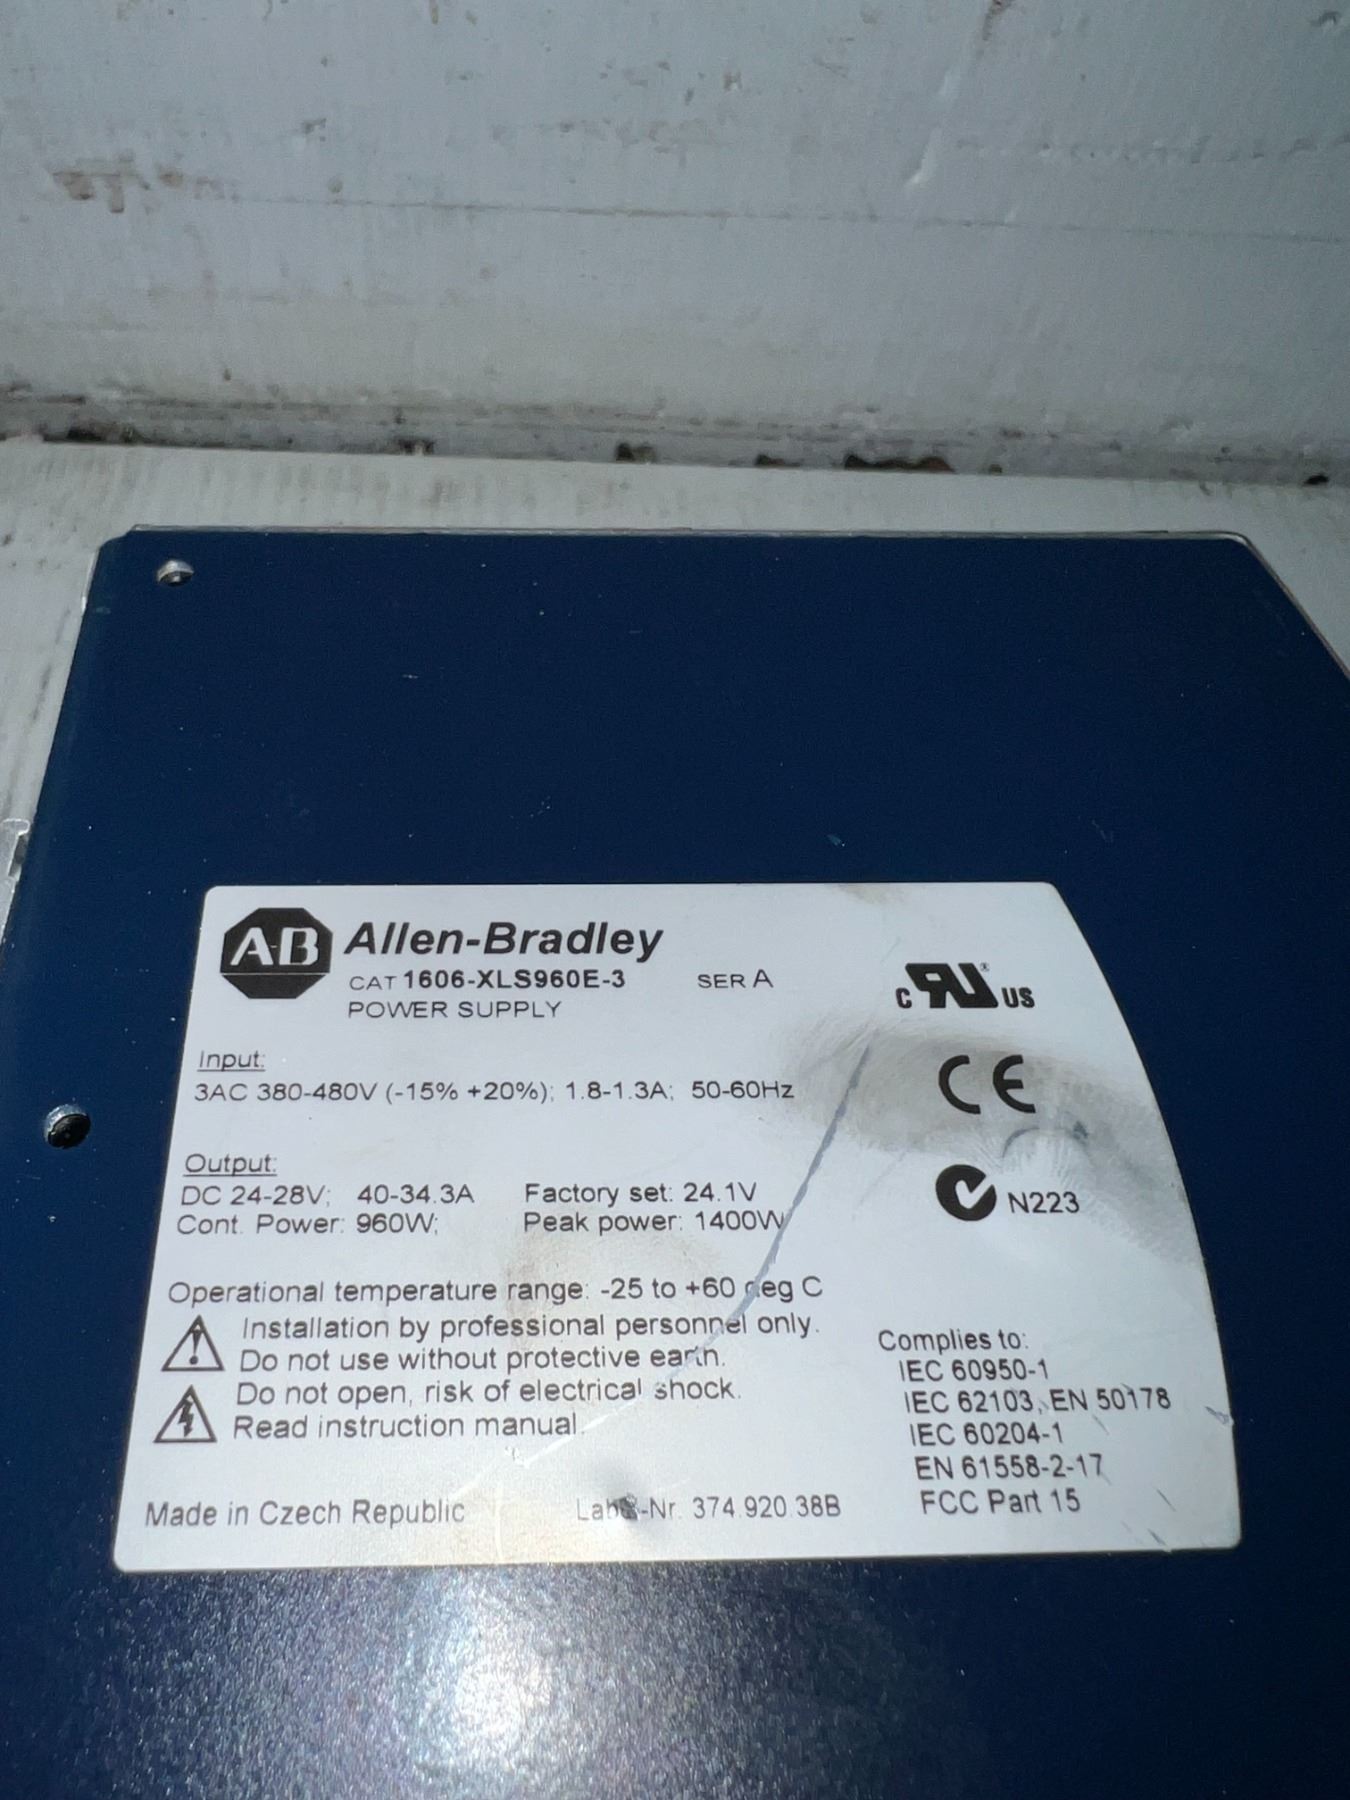 A-B Allen-Bradley
CAT 1606-XLS960E-3 SER A
POWER SUPPLY
c RU ® US
Input:
3AC 380-480V (-15% +20%); 1.8-1.3A; 50-60Hz
CE
Output:
DC 24-28V; 40-34.3A Factory set: 24.1V
Cont. Power: 960W; Peak power: 1400W
N223
Operational temperature range: -25 to +60 deg C
Installation by professional personnel only.
Do not use without protective earth.
Do not open, risk of electrical shock.
Read instruction manual.
Complies to:
IEC 60950-1
IEC 62103, EN 50178
IEC 60204-1
EN 61558-2-17
FCC Part 15
Made in Czech Republic Label-Nr. 374.920.38B